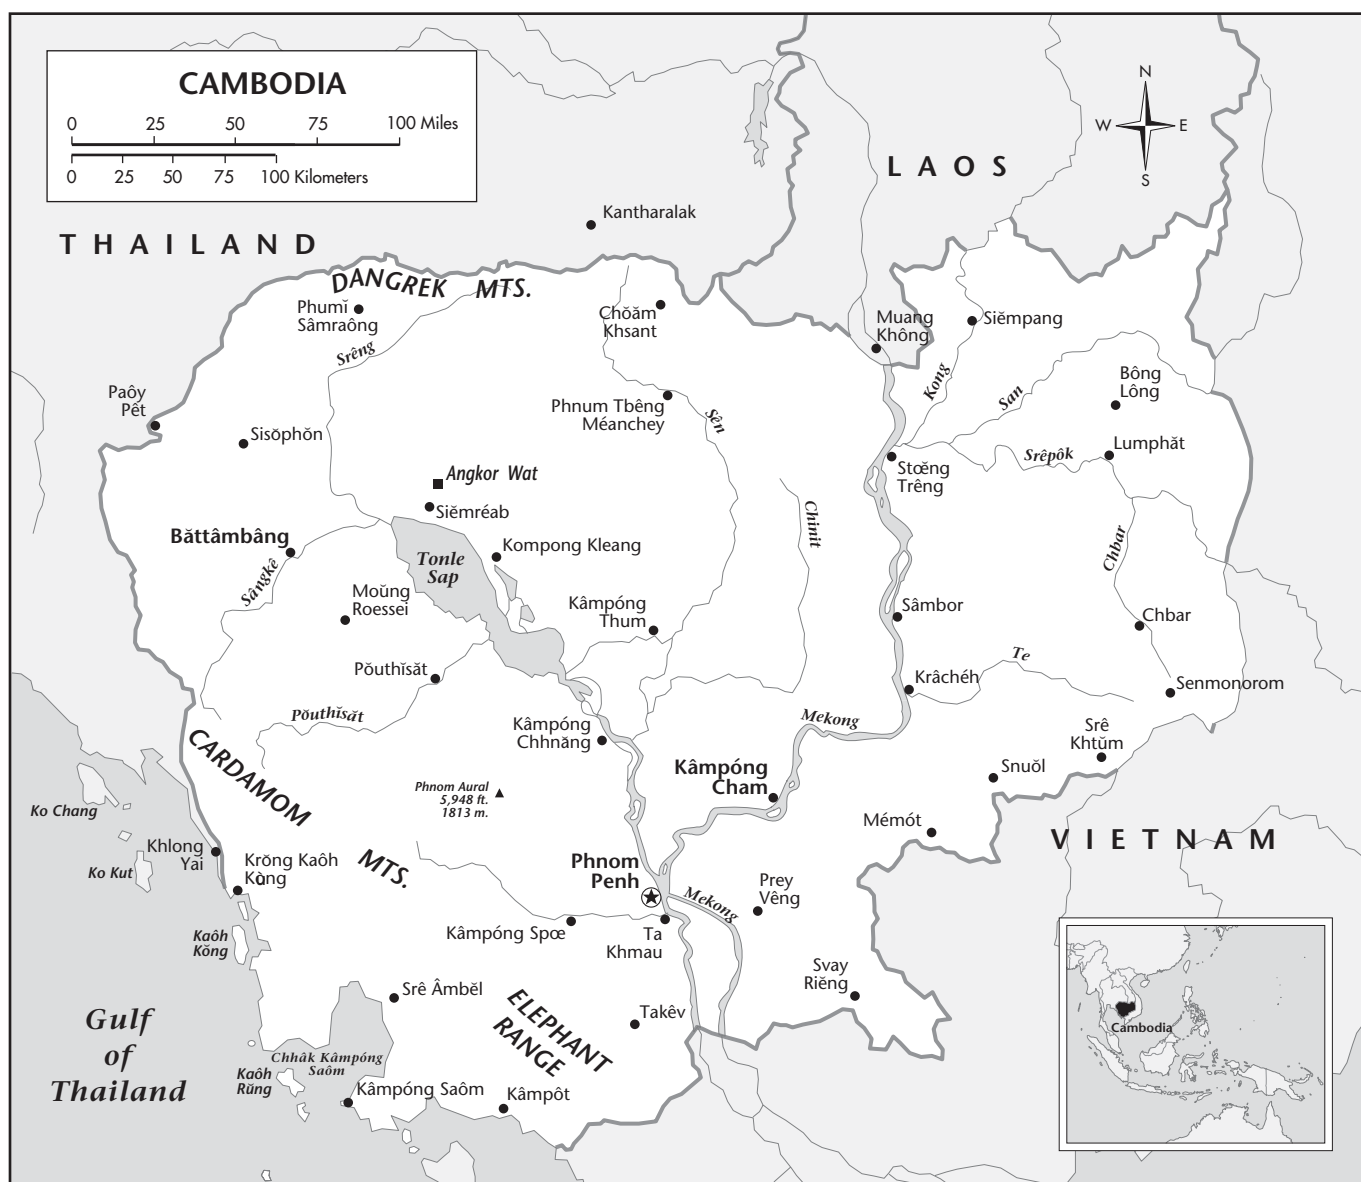 CAMBODIA
0 25 50 75 100 Miles
0 25 50 75 100 Kilometers
N
W E
S
LAOS
THAILAND
Kantharalak
DANGREK MTS.
Phumĭ
Sâmraông
Chŏăm
Khsant
Muang
Không
Siĕmpang
Srêng
Kong
San
Bông
Lông
Paôy
Pêt
Phnum Tbêng
Méanchey
Sên
Sisŏphŏn
Lumphăt
Srêpôk
Stœ̆ng
Trêng
Angkor Wat
Siĕmréab
Chinit
Băttâmbâng
Kompong Kleang
Tonle
Sap
Chbar
Sângkê
Moŭng
Roessei
Kâmpóng
Thum
Sâmbor
Chbar
Te
Poŭthĭsăt
Krâchéh
Senmonorom
Poŭthĭsăt
Kâmpóng
Chhnăng
Mekong
Srê
Khtŭm
CARDAMOM
MTS.
Kâmpóng
Cham
Snuŏl
Phnom Aural
5,948 ft.
1813 m.
Ko Chang
Mémót
VIETNAM
Khlong
Yai
Ko Kut
Krŏng Kaôh
Kŏng
Phnom
Penh
Mekong
Prey
Vêng
Kaôh
Kŏng
Kâmpóng Spœ
Ta
Khmau
Svay
Riĕng
Srê Âmbĕl
ELEPHANT
RANGE
Takêv
Gulf
of
Thailand
Chhâk Kâmpóng
Saôm
Kaôh
Rŭng
Kâmpóng Saôm
Kâmpôt
Cambodia